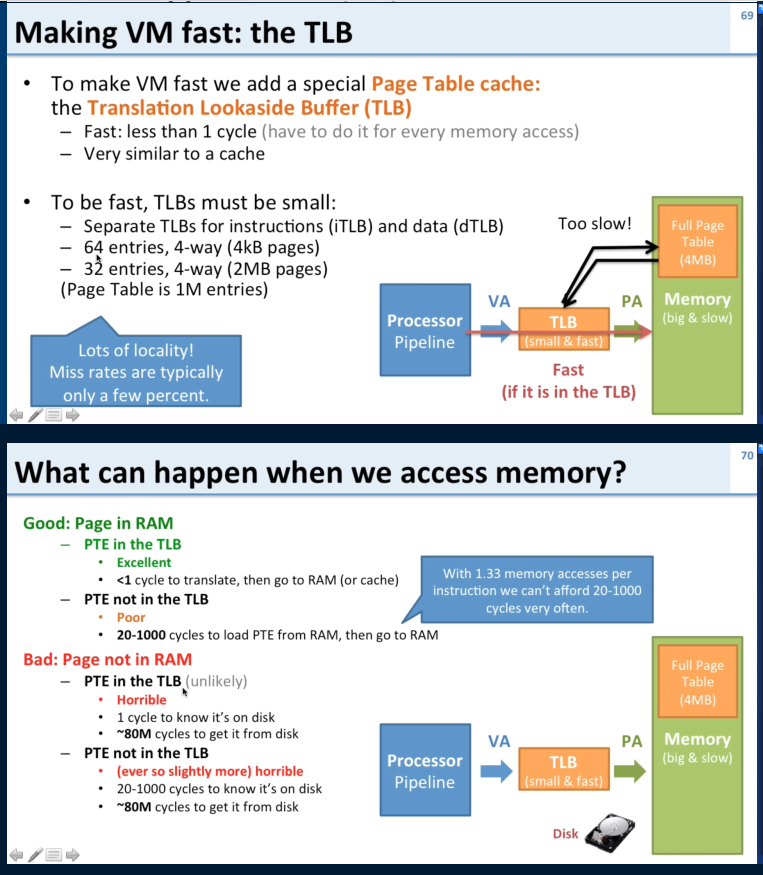 69
Making VM fast: the TLB
• To make VM fast we add a special Page Table cache:
the Translation Lookaside Buffer (TLB)
– Fast: less than 1 cycle (have to do it for every memory access)
– Very similar to a cache
• To be fast, TLBs must be small:
– Separate TLBs for instructions (iTLB) and data (dTLB)
– 64 entries, 4-way (4kB pages)
– 32 entries, 4-way (2MB pages)
(Page Table is 1M entries)
Lots of locality!
Miss rates are typically
only a few percent.
Too slow!
Full Page
Table
(4MB)
Processor
Pipeline
VA
TLB
(small & fast)
PA
Memory
(big & slow)
Fast
(if it is in the TLB)
70
What can happen when we access memory?
Good: Page in RAM
– PTE in the TLB
• Excellent
• <1 cycle to translate, then go to RAM (or cache)
– PTE not in the TLB
• Poor
• 20-1000 cycles to load PTE from RAM, then go to RAM
Bad: Page not in RAM
– PTE in the TLB (unlikely)
• Horrible
• 1 cycle to know it's on disk
• ~80M cycles to get it from disk
– PTE not in the TLB
• (ever so slightly more) horrible
• 20-1000 cycles to know it's on disk
• ~80M cycles to get it from disk
With 1.33 memory accesses per
instruction we can't afford 20-1000
cycles very often.
Full Page
Table
(4MB)
Processor
Pipeline
VA
TLB
(small & fast)
PA
Memory
(big & slow)
Disk